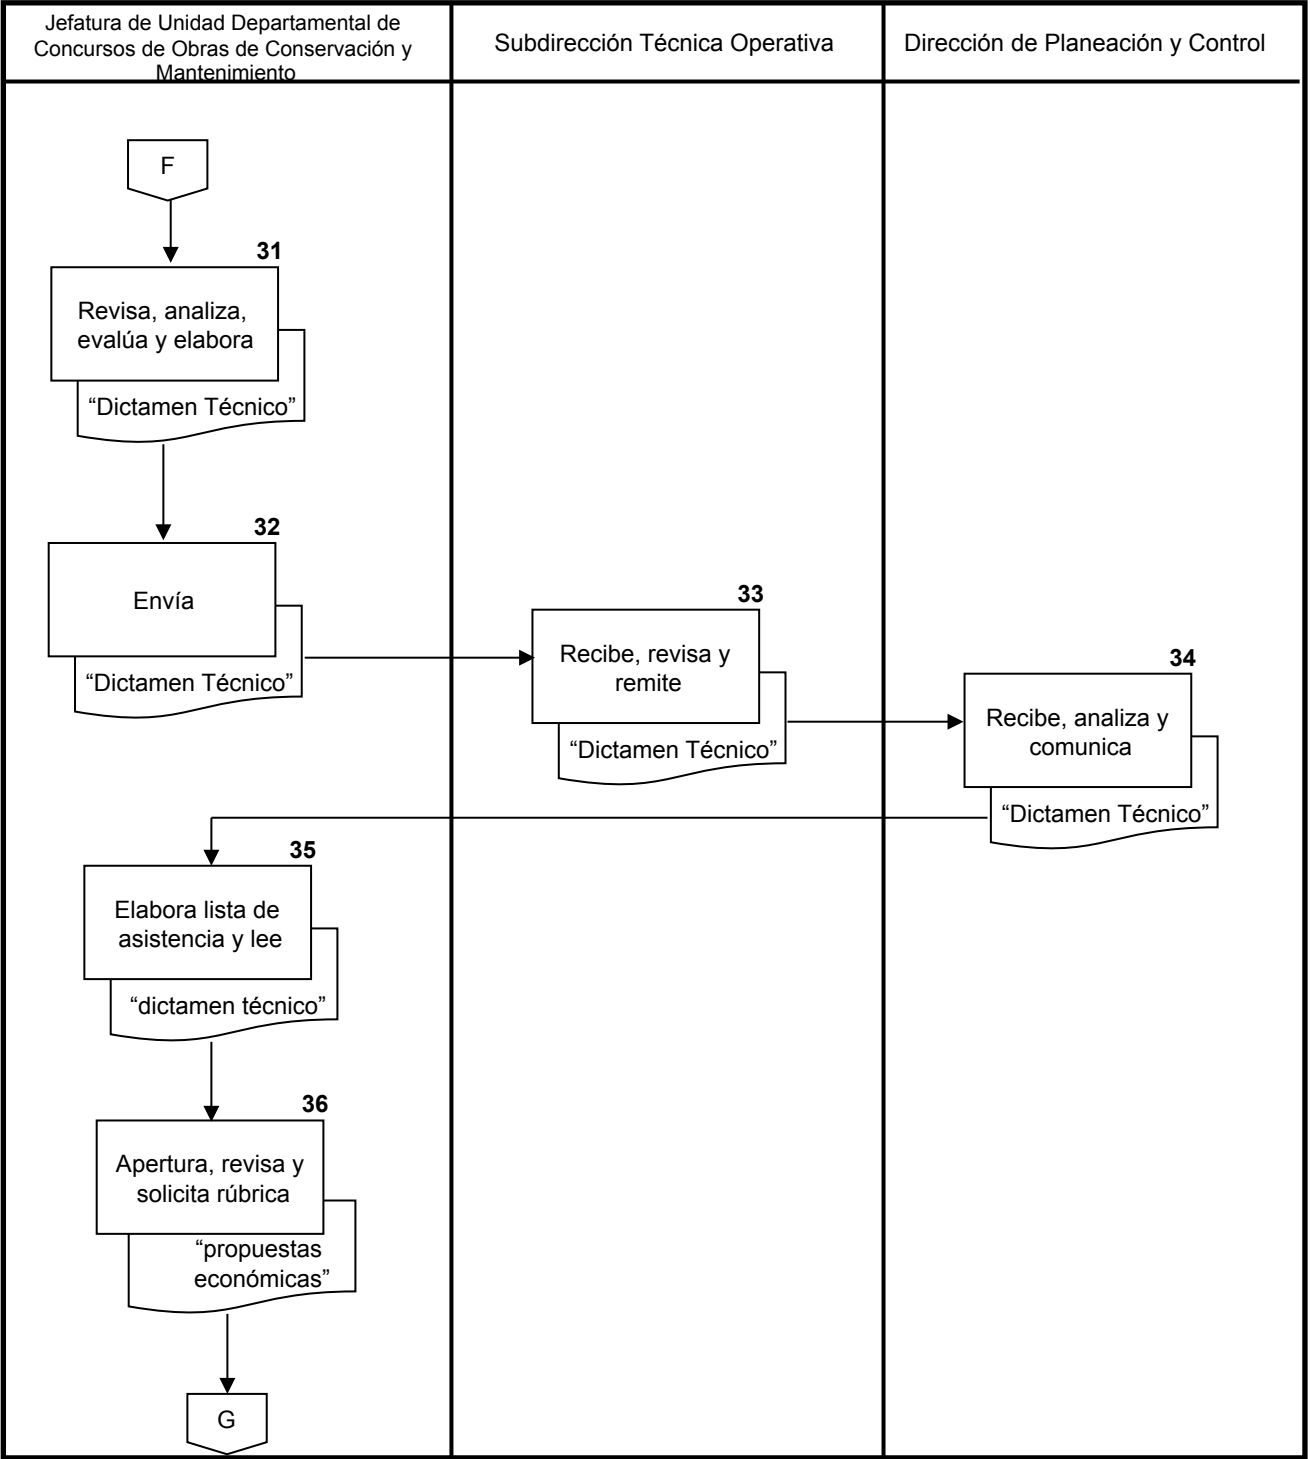 Jefatura de Unidad Departamental de
Concursos de Obras de Conservación y
Mantenimiento
Subdirección Técnica Operativa
Dirección de Planeación y Control
F
31
Revisa, analiza,
evalúa y elabora
“Dictamen Técnico”
32
Envía
“Dictamen Técnico”
33
Recibe, revisa y
remite
“Dictamen Técnico”
34
Recibe, analiza y
comunica
“Dictamen Técnico”
35
Elabora lista de
asistencia y lee
“dictamen técnico”
36
Apertura, revisa y
solicita rúbrica
“propuestas
económicas”
G